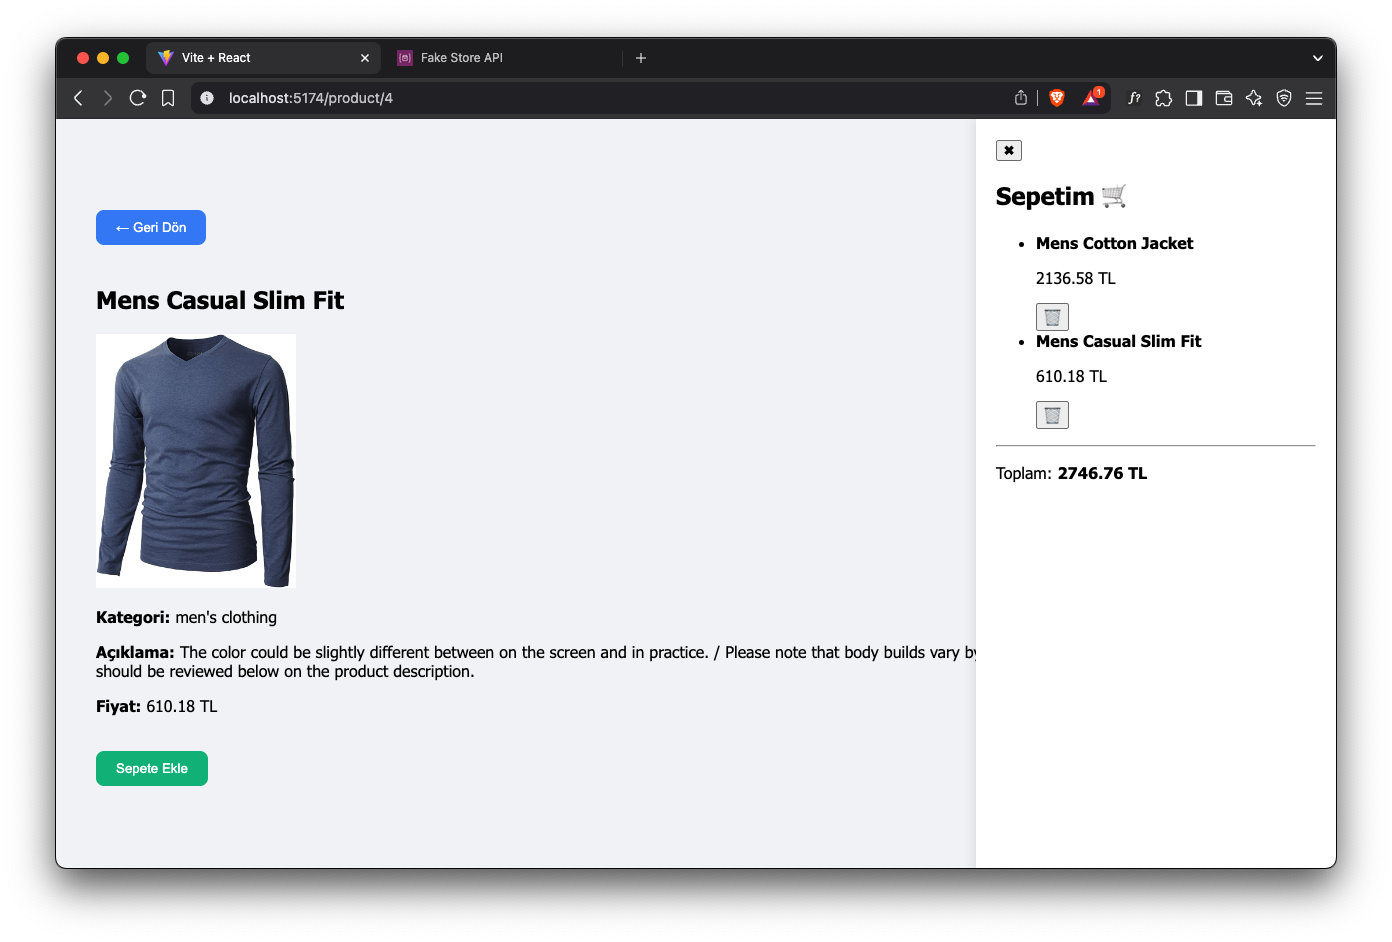 Vite + React
Fake Store API
localhost:5174/product/4
1
f?
← Geri Dön
Mens Casual Slim Fit
Kategori: men's clothing
Açıklama: The color could be slightly different between on the screen and in practice. / Please note that body builds vary by
should be reviewed below on the product description.
Fiyat: 610.18 TL
Sepete Ekle
Sepetim
Mens Cotton Jacket
2136.58 TL
Mens Casual Slim Fit
610.18 TL
Toplam: 2746.76 TL